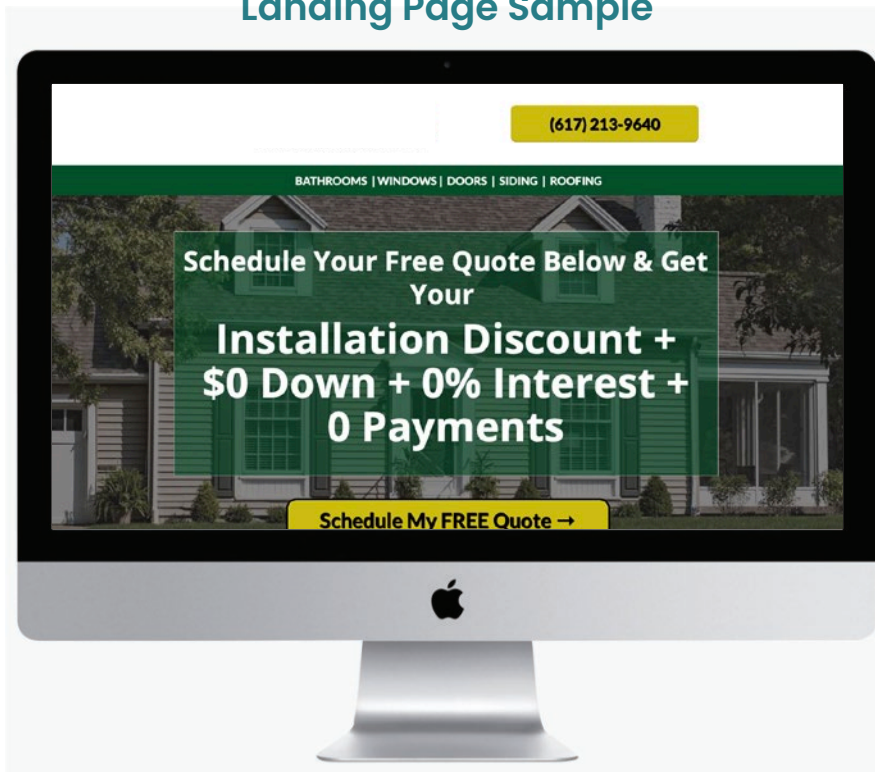 Landing Page Sample
(617) 213-9640
BATHROOMS | WINDOWS | DOORS | SIDING | ROOFING
Schedule Your Free Quote Below & Get
Your
Installation Discount +
$0 Down + 0% Interest +
0 Payments
Schedule My FREE Quote →